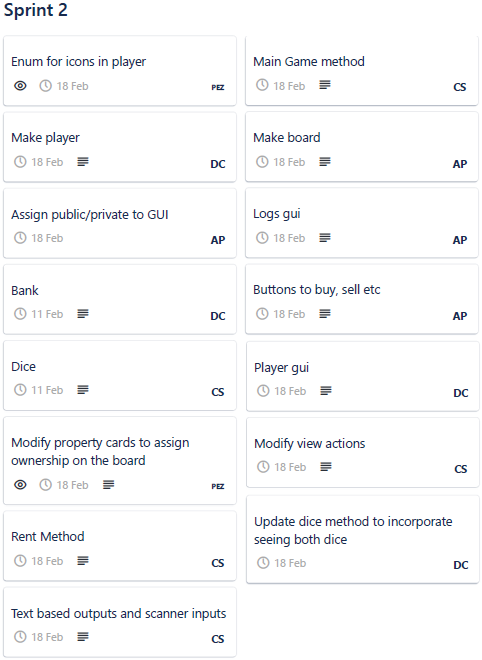 Sprint 2
Enum for icons in player
18 Feb
PEZ
Make player
18 Feb
DC
Assign public/private to GUI
18 Feb
AP
Bank
11 Feb
DC
Dice
11 Feb
CS
Modify property cards to assign
ownership on the board
18 Feb
PEZ
Rent Method
18 Feb
CS
Text based outputs and scanner inputs
18 Feb
CS
Main Game method
18 Feb
CS
Make board
18 Feb
AP
Logs gui
18 Feb
AP
Buttons to buy, sell etc
18 Feb
AP
Player gui
18 Feb
DC
Modify view actions
18 Feb
CS
Update dice method to incorporate
seeing both dice
18 Feb
DC